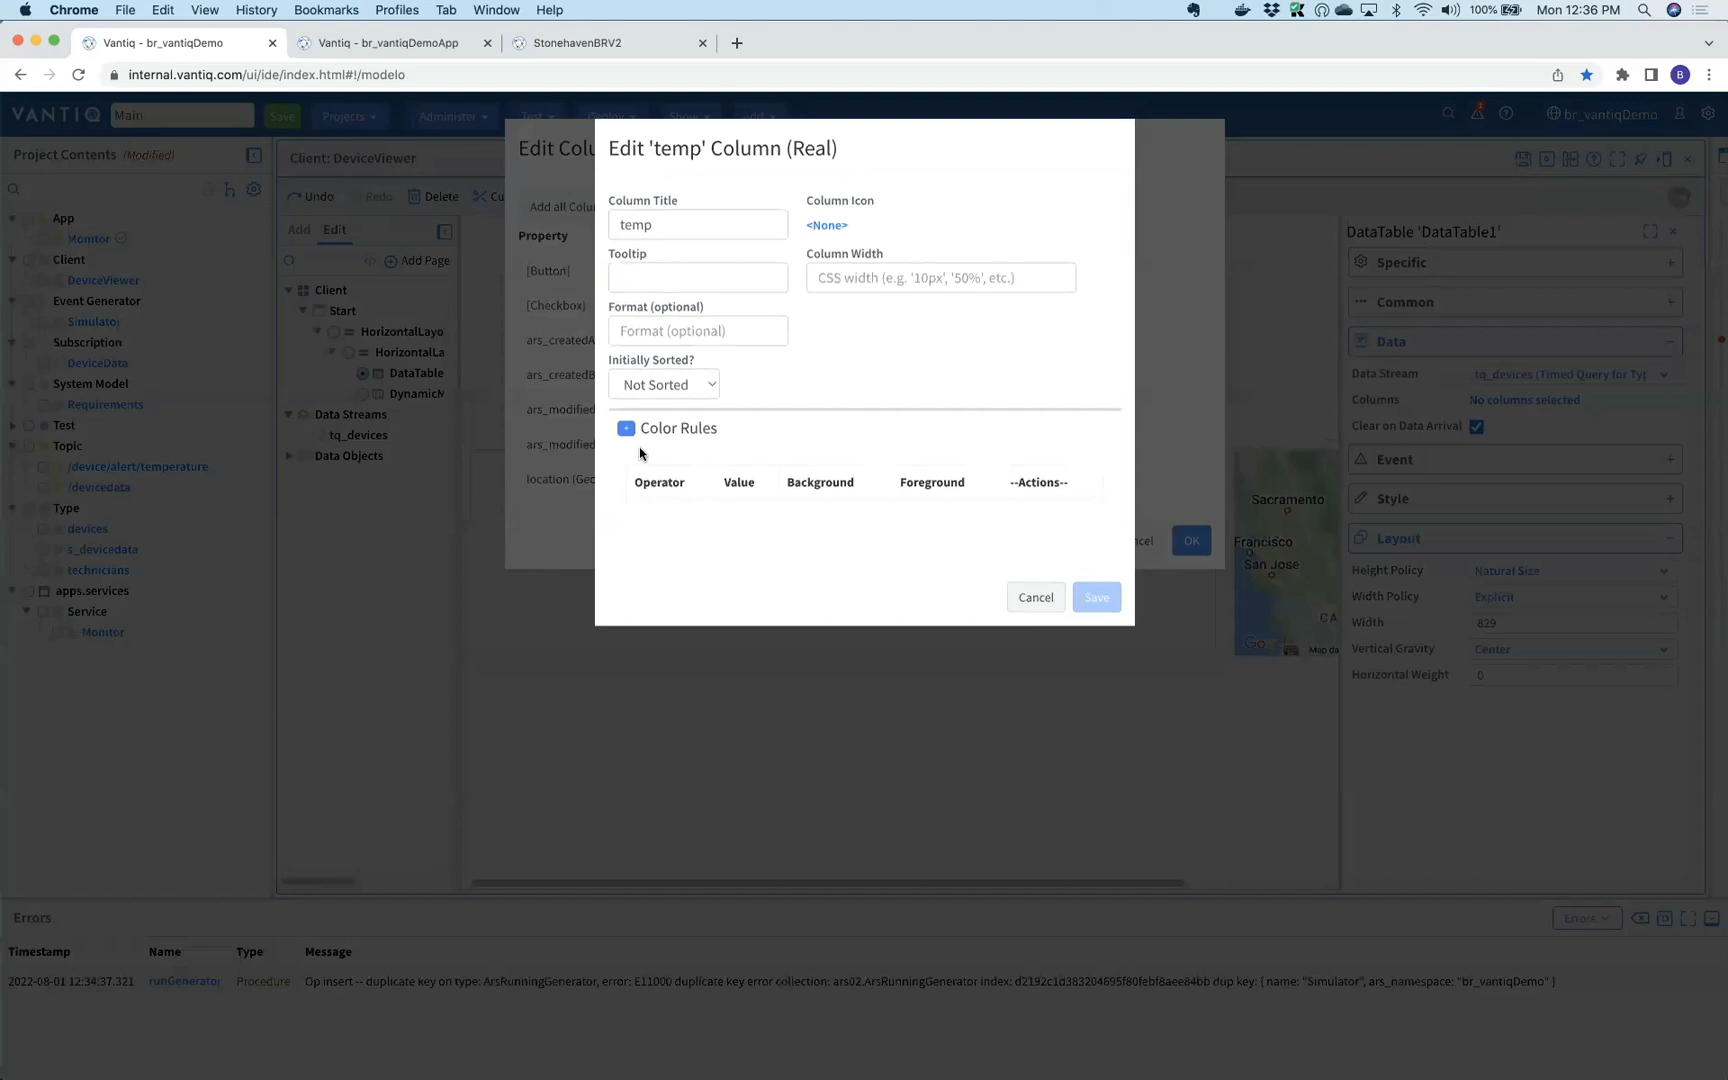 Chrome File Edit View History Bookmarks Profiles Tab Window Help 100% Mon 12:36 PM
Vantiq - br_vantiqDemo Vantiq - br_vantiqDemoApp StonehavenBRV2
internal.vantiq.com/ui/ide/index.html#!/modelo B
VANTIQ Main Save Projects Administer Test Deploy Show Add br_vantiqDemo
Project Contents (Modified)
App
Monitor
Client
DeviceViewer
Event Generator
Simulator
Subscription
DeviceData
System Model
Requirements
Test
Topic
/device/alert/temperature
/devicedata
Type
devices
s_devicedata
technicians
apps.services
Service
Monitor
Client: DeviceViewer
Undo Redo Delete Cu
Add Edit
Add Page
Client
Start
HorizontalLayo
HorizontalLa
DataTable
DynamicM
Data Streams
tq_devices
Data Objects
Edit Colu
Add all Colu
Property
[Button]
[Checkbox]
ars_createdA
ars_createdB
ars_modified
ars_modified
location (Geo
ncel OK
Edit 'temp' Column (Real)
Column Title Column Icon
temp <None>
Tooltip Column Width
CSS width (e.g. '10px', '50%', etc.)
Format (optional)
Format (optional)
Initially Sorted?
Not Sorted
+ Color Rules
Operator Value Background Foreground --Actions--
Cancel Save
Sacramento
Francisco
San Jose
CA
Map da
DataTable 'DataTable1'
Specific
Common
Data
Data Stream tq_devices (Timed Query for Typ
Columns No columns selected
Clear on Data Arrival
Event
Style
Layout
Height Policy Natural Size
Width Policy Explicit
Width 829
Vertical Gravity Center
Horizontal Weight 0
Errors Errors
Timestamp Name Type Message
2022-08-01 12:34:37.321 runGenerator Procedure Op insert -- duplicate key on type: ArsRunningGenerator, error: E11000 duplicate key error collection: ars02.ArsRunningGenerator index: d2192c1d383204695f80febf8aee84bb dup key: { name: "Simulator", ars_namespace: "br_vantiqDemo" }